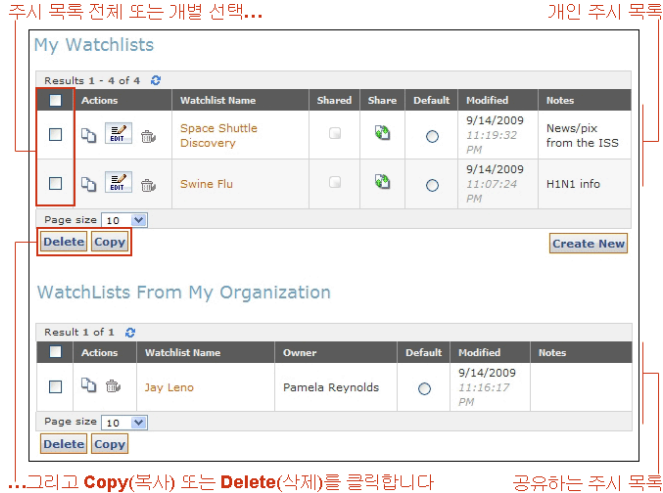 주시 목록 전체 또는 개별 선택...
개인 주시 목록
My Watchlists
Results 1 - 4 of 4
Actions Watchlist Name Shared Share Default Modified Notes
EDIT Space Shuttle Discovery 9/14/2009 11:19:32 PM News/pix from the ISS
EDIT Swine Flu 9/14/2009 11:07:24 PM H1N1 info
Page size 10
Delete Copy Create New
WatchLists From My Organization
Result 1 of 1
Actions Watchlist Name Owner Default Modified Notes
Jay Leno Pamela Reynolds 9/14/2009 11:16:17 PM
Page size 10
Delete Copy
...그리고 Copy(복사) 또는 Delete(삭제)를 클릭합니다
공유하는 주시 목록